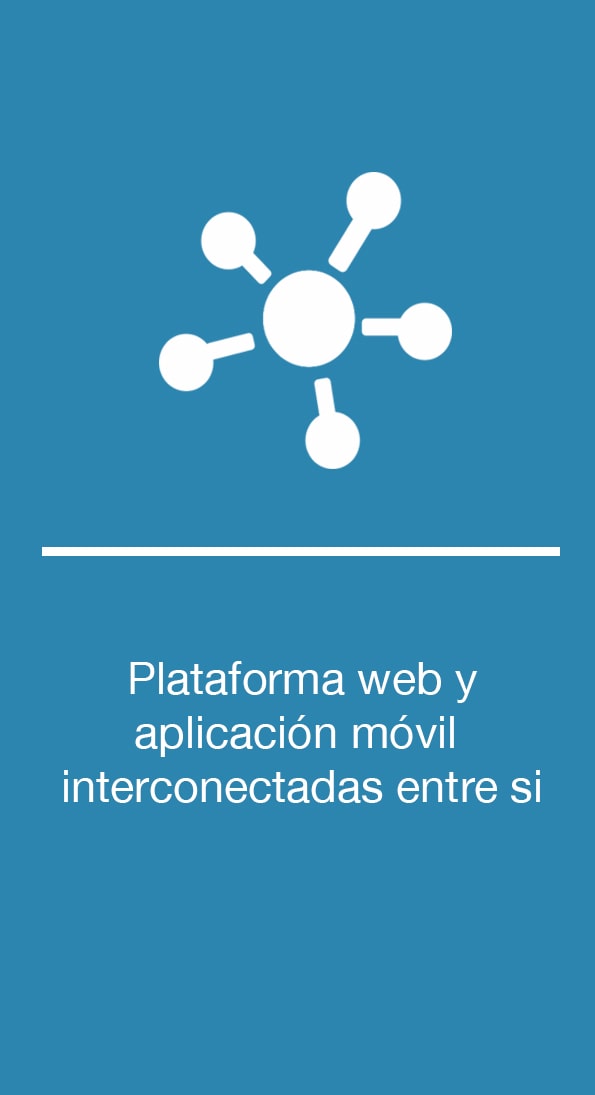 Plataforma web y
aplicación móvil
interconectadas entre si